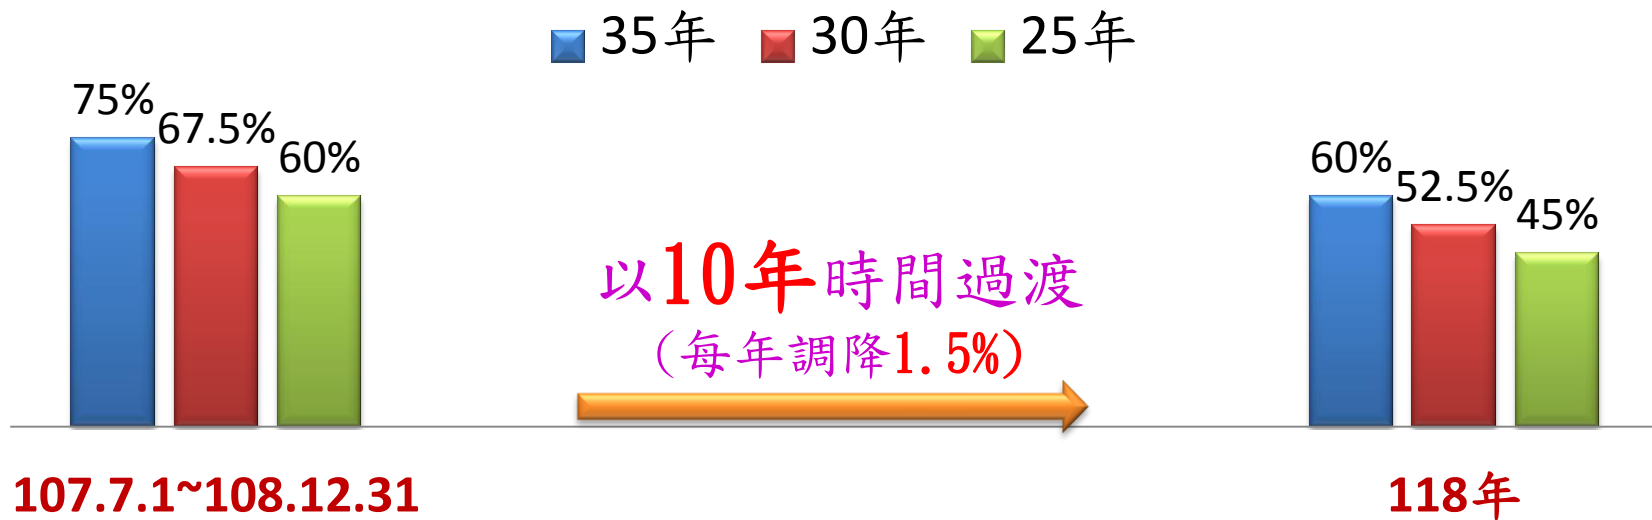 35年 30年 25年
75% 67.5% 60%
60% 52.5% 45%
以10年時間過渡
(每年調降1.5%)
107.7.1~108.12.31
118年